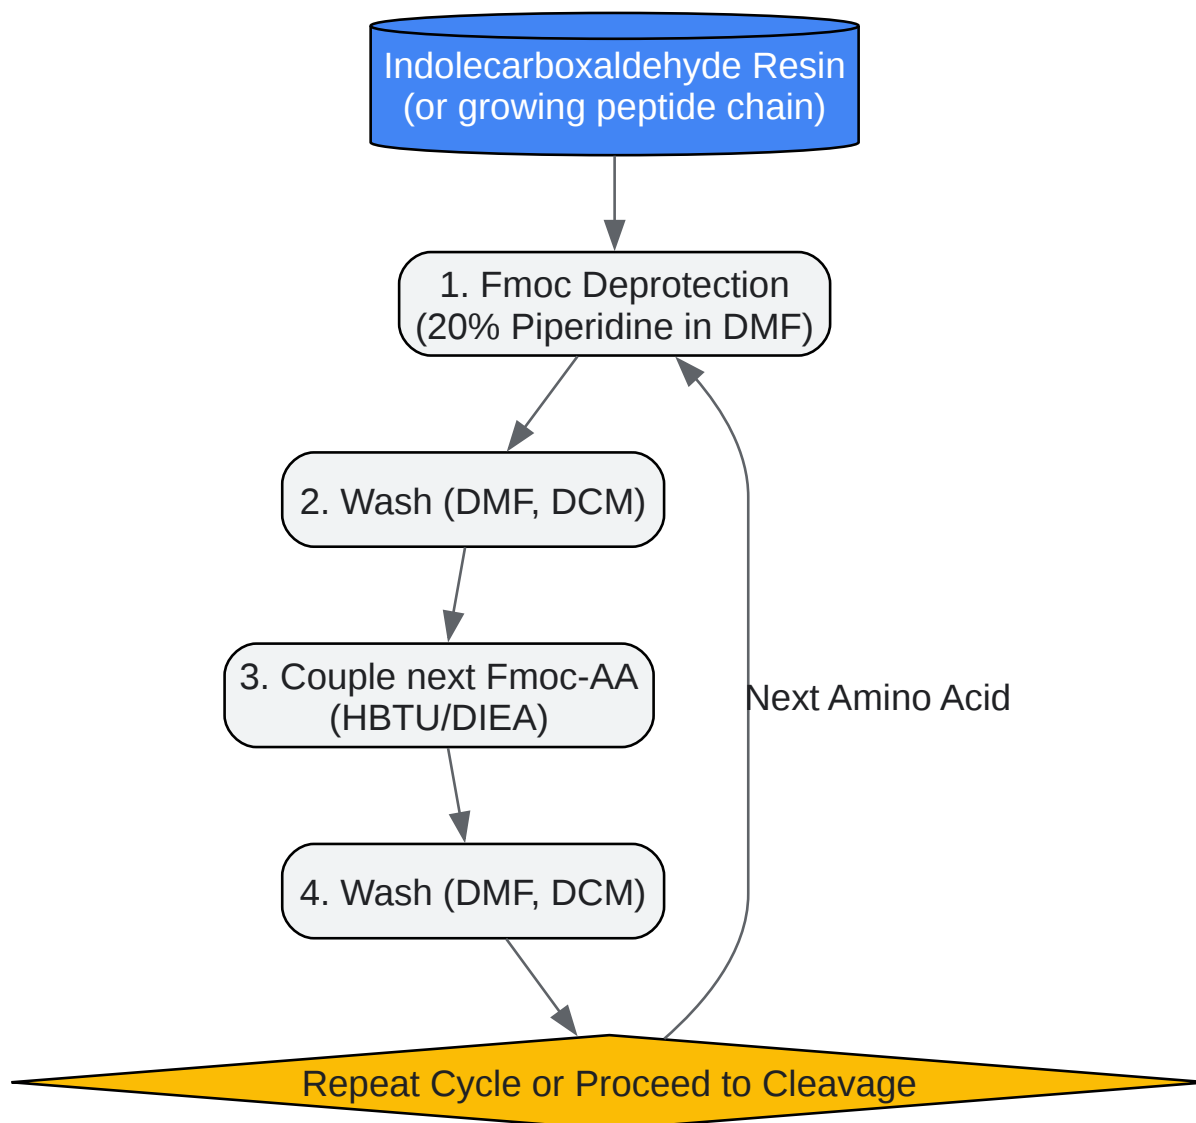 Indolecarboxaldehyde Resin
(or growing peptide chain)
1. Fmoc Deprotection
(20% Piperidine in DMF)
2. Wash (DMF, DCM)
3. Couple next Fmoc-AA
(HBTU/DIEA)
Next Amino Acid
4. Wash (DMF, DCM)
Repeat Cycle or Proceed to Cleavage